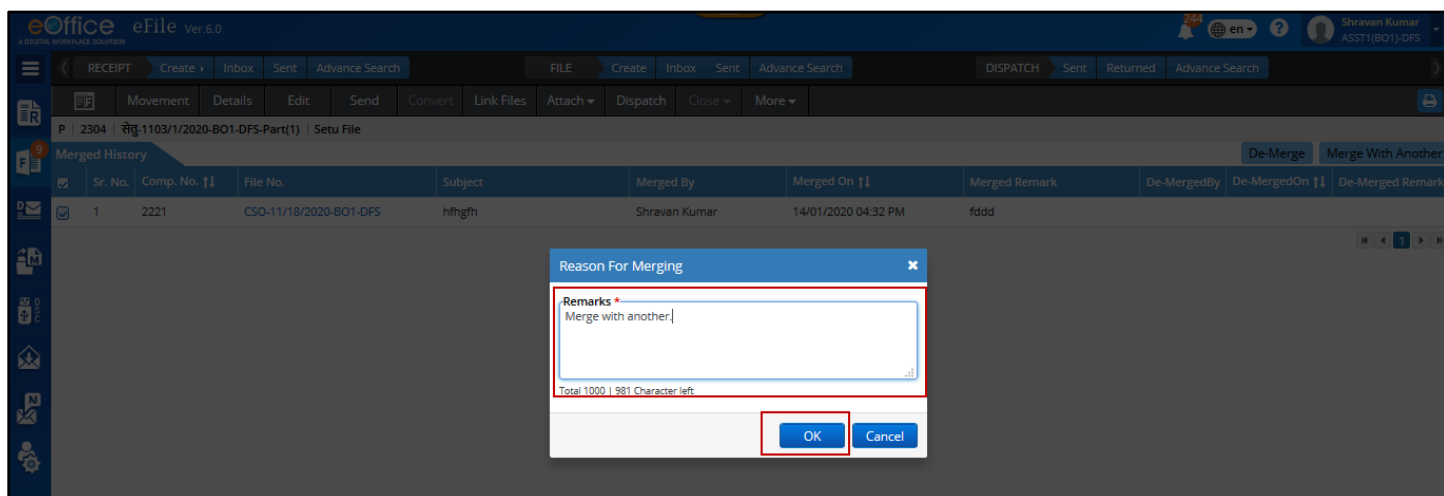 eOffice eFile Ver.6.0 244 en ? Shravan Kumar
A DIGITAL WORKPLACE SOLUTION ASST1(BO1)-DFS
RECEIPT Create Inbox Sent Advance Search FILE Create Inbox Sent Advance Search DISPATCH Sent Returned Advance Search
Movement Details Edit Send Convert Link Files Attach Dispatch Close More
P | 2304 | सेतु-1103/1/2020-BO1-DFS-Part(1) | Setu File
9
Merged History De-Merge Merge With Another
Sr. No. Comp. No. File No. Subject Merged By Merged On Merged Remark De-MergedBy De-MergedOn De-Merged Remark
1 2221 CSO-11/18/2020-BO1-DFS hfhgfh Shravan Kumar 14/01/2020 04:32 PM fddd
1
Reason For Merging
Remarks *
Merge with another.
Total 1000 | 981 Character left
OK Cancel
R
F
D
M
DSC
N